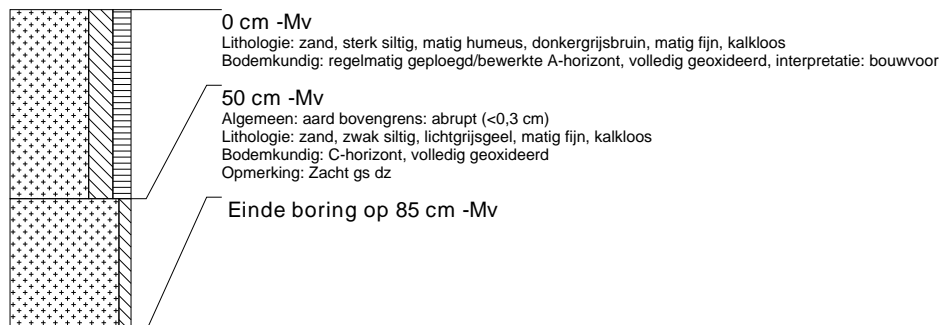 0 cm -Mv
Lithologie: zand, sterk siltig, matig humeus, donkergrijsbruin, matig fijn, kalkloos
Bodemkundig: regelmatig geploegd/bewerkte A-horizont, volledig geoxideerd, interpretatie: bouwvoor
50 cm -Mv
Algemeen: aard bovengrens: abrupt (<0,3 cm)
Lithologie: zand, zwak siltig, lichtgrijsgeel, matig fijn, kalkloos
Bodemkundig: C-horizont, volledig geoxideerd
Opmerking: Zacht gs dz
Einde boring op 85 cm -Mv